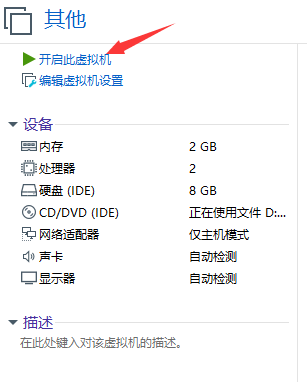 其他
开启此虚拟机
编辑虚拟机设置
设备
内存 2 GB
处理器 2
硬盘 (IDE) 8 GB
CD/DVD (IDE) 正在使用文件 D:...
网络适配器 仅主机模式
声卡 自动检测
显示器 自动检测
描述
在此处键入对该虚拟机的描述。